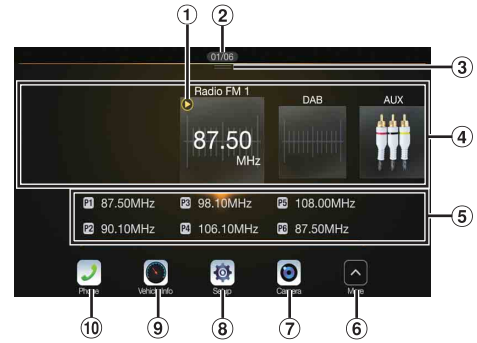 1 2
01/06
3
Radio FM 1
DAB
AUX
87.50
MHz
4
P1 87.50MHz P3 98.10MHz P5 108.00MHz
5
P2 90.10MHz P4 106.10MHz P6 87.50MHz
Phone Vehicle Info Setup Camera More
10 9 8 7 6